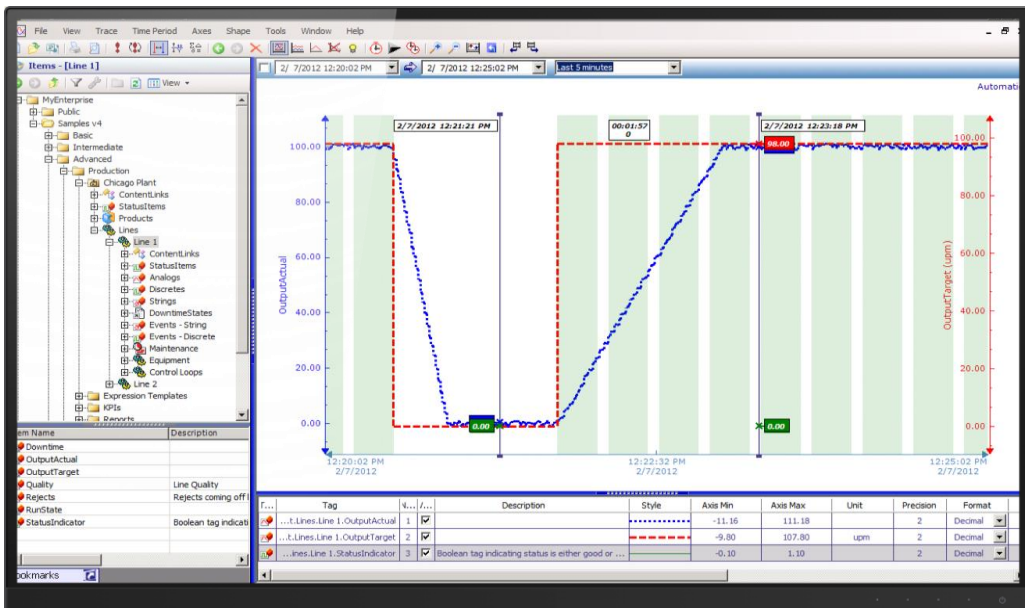 File View Trace Time Period Axes Shape Tools Window Help
Items - [Line 1]
View
2/ 7/2012 12:20:02 PM
2/ 7/2012 12:25:02 PM
Last 5 minutes
MyEnterprise
Public
Samples v4
Basic
Intermediate
Advanced
Production
Chicago Plant
ContentLinks
StatusItems
Products
Lines
Line 1
ContentLinks
StatusItems
Analogs
Discretes
Strings
DowntimeStates
Events - String
Events - Discrete
Maintenance
Equipment
Control Loops
Line 2
Expression Templates
KPIs
Reports
em Name Description
Downtime
OutputActual
OutputTarget
Quality Line Quality
Rejects Rejects coming off l
RunState
StatusIndicator Boolean tag indicati
ookmarks
Automati
2/7/2012 12:21:21 PM
00:01:57
0
2/7/2012 12:23:18 PM
100.00
80.00
60.00
40.00
20.00
0.00
OutputActual
0.00
98.00
0.00
100.00
80.00
60.00
40.00
20.00
0.00
OutputTarget (upm)
12:20:02 PM
2/7/2012
12:22:32 PM
2/7/2012
12:25:02 PM
2/7/2012
T... Tag \... /... Description Style Axis Min Axis Max Unit Precision Format
...t.Lines.Line 1.OutputActual 1 -11.16 111.18 2 Decimal
...t.Lines.Line 1.OutputTarget 2 -9.80 107.80 upm 2 Decimal
...ines.Line 1.StatusIndicator 3 Boolean tag indicating status is either good or ... -0.10 1.10 2 Decimal